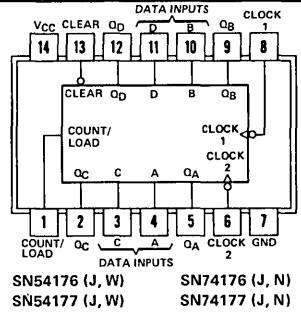 DATA INPUTS
VCC CLEAR QD D B QB CLOCK 1
14 13 12 11 10 9 8
CLEAR QD D B QB
COUNT/LOAD
CLOCK 1
CLOCK 2
QC C A QA
1 2 3 4 5 6 7
COUNT/LOAD QC C A QA CLOCK 2 GND
DATA INPUTS
SN54176 (J, W) SN74176 (J, N)
SN54177 (J, W) SN74177 (J, N)